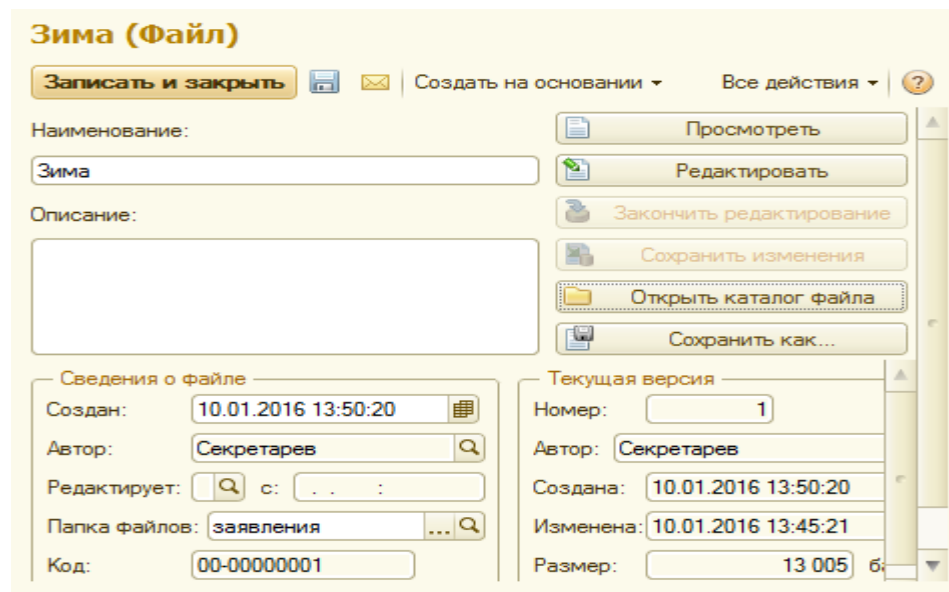 Зима (Файл)
Записать и закрыть Создать на основании Все действия ?
Наименование:
Зима
Описание:
Просмотреть
Редактировать
Закончить редактирование
Сохранить изменения
Открыть каталог файла
Сохранить как...
Сведения о файле
Создан: 10.01.2016 13:50:20
Автор: Секретарев
Редактирует: с: . . :
Папка файлов: заявления ...
Код: 00-00000001
Текущая версия
Номер: 1
Автор: Секретарев
Создана: 10.01.2016 13:50:20
Изменена: 10.01.2016 13:45:21
Размер: 13 005